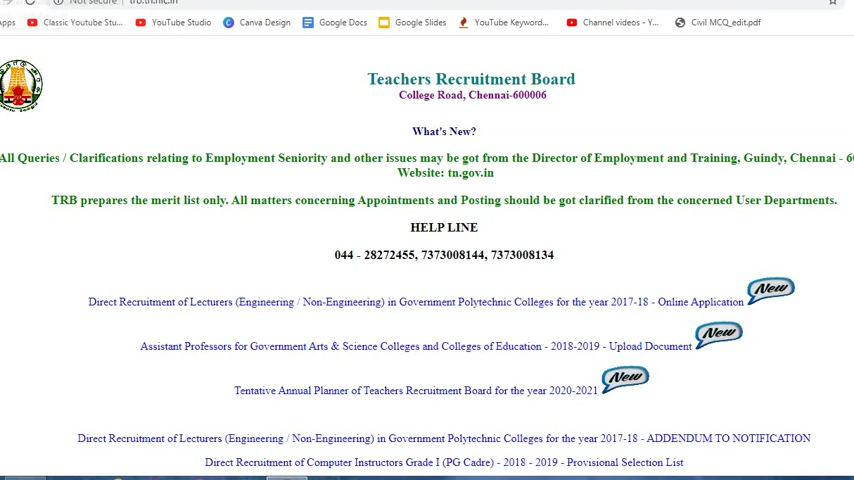 Apps
Classic Youtube Stu...
YouTube Studio
Canva Design
Google Docs
Google Slides
YouTube Keyword...
Channel videos - Y...
Civil MCQ_edit.pdf
Teachers Recruitment Board
College Road, Chennai-600006
What's New?
All Queries / Clarifications relating to Employment Seniority and other issues may be got from the Director of Employment and Training, Guindy, Chennai - 60
Website: tn.gov.in
TRB prepares the merit list only. All matters concerning Appointments and Posting should be got clarified from the concerned User Departments.
HELP LINE
044 - 28272455, 7373008144, 7373008134
Direct Recruitment of Lecturers (Engineering / Non-Engineering) in Government Polytechnic Colleges for the year 2017-18 - Online Application New
Assistant Professors for Government Arts & Science Colleges and Colleges of Education - 2018-2019 - Upload Document New
Tentative Annual Planner of Teachers Recruitment Board for the year 2020-2021 New
Direct Recruitment of Lecturers (Engineering / Non-Engineering) in Government Polytechnic Colleges for the year 2017-18 - ADDENDUM TO NOTIFICATION
Direct Recruitment of Computer Instructors Grade I (PG Cadre) - 2018 - 2019 - Provisional Selection List